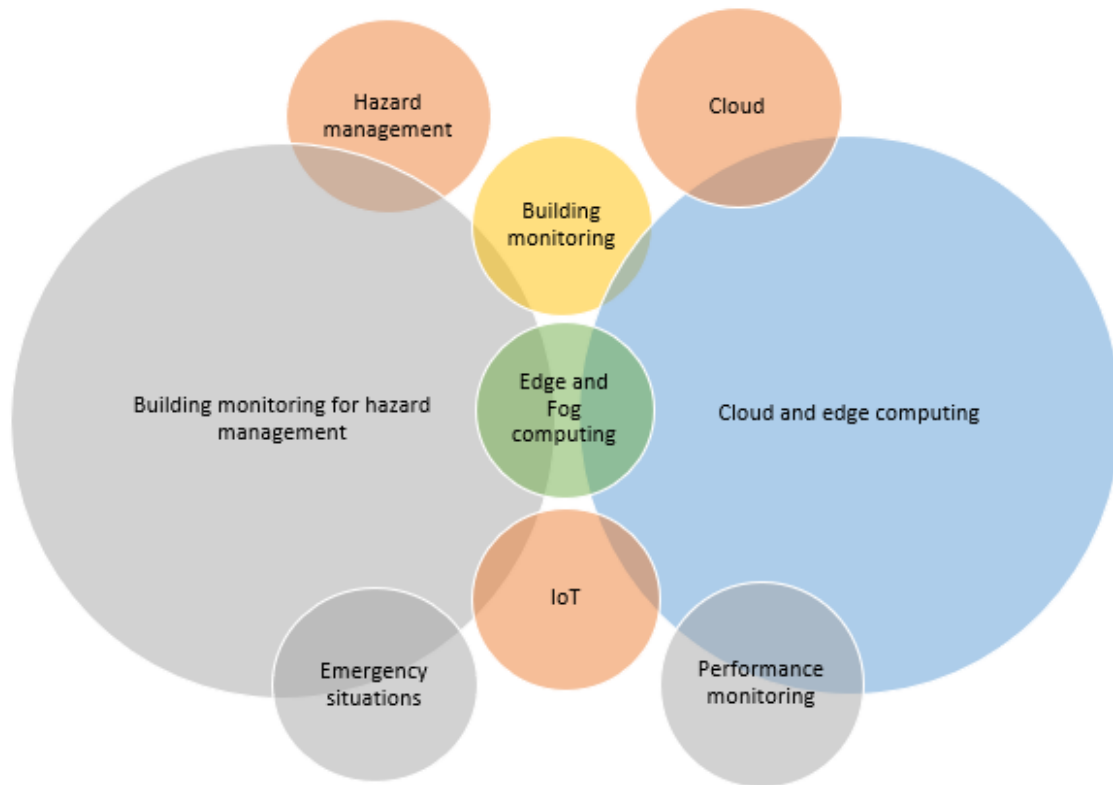 Hazard
management
Cloud
Building
monitoring
Building monitoring for hazard
management
Edge and
Fog
computing
Cloud and edge computing
IoT
Emergency
situations
Performance
monitoring